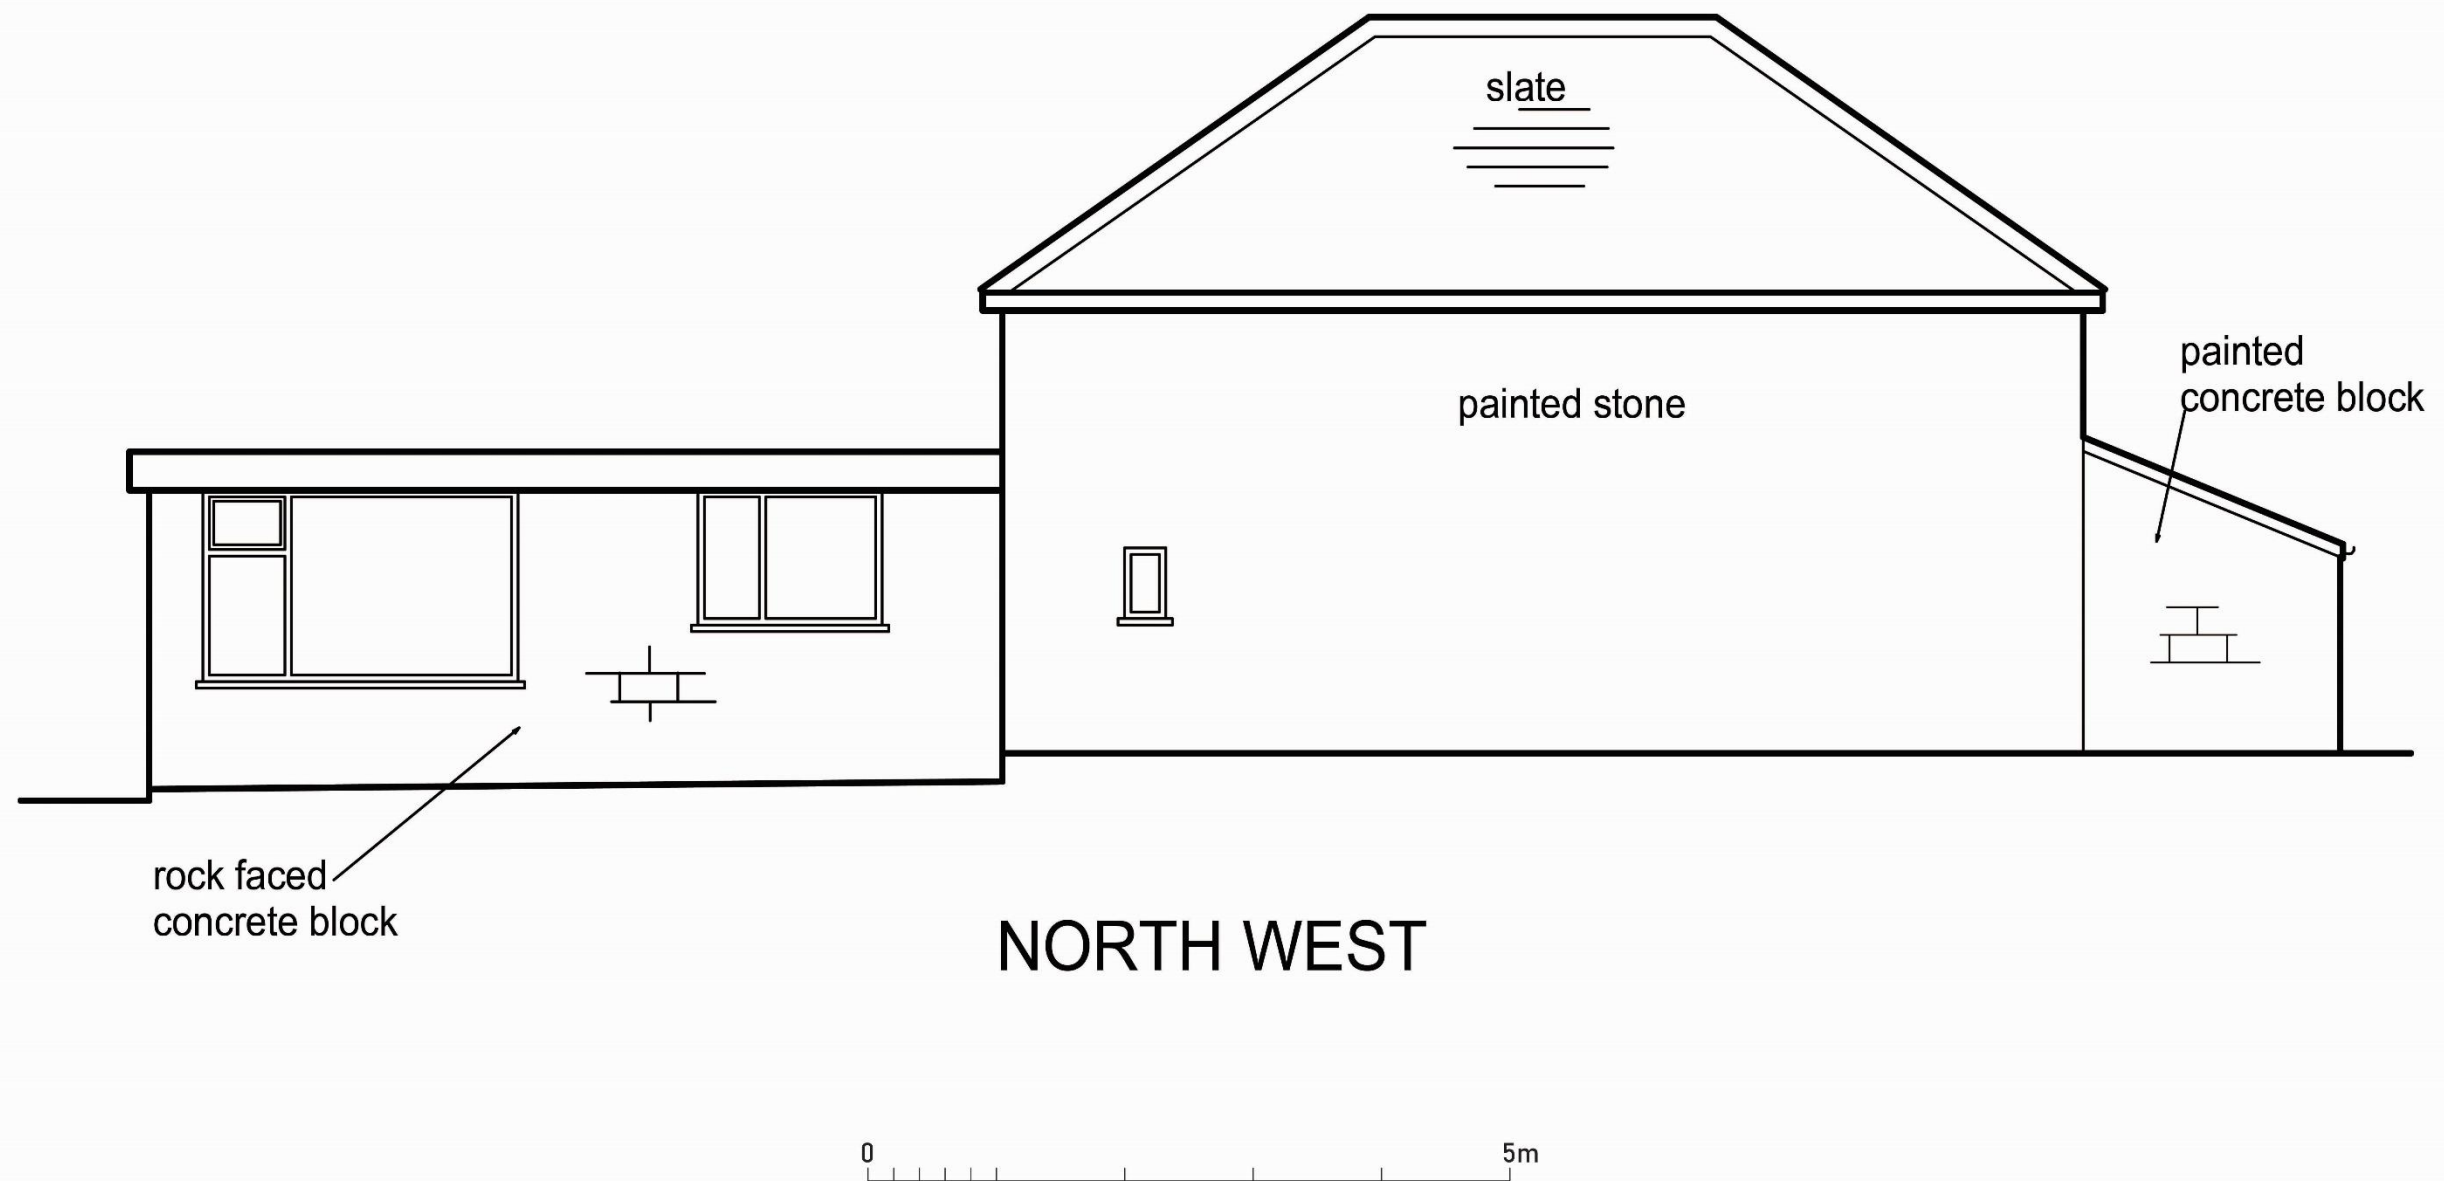 slate
painted
concrete block
painted stone
rock faced
concrete block
NORTH WEST
0 5m